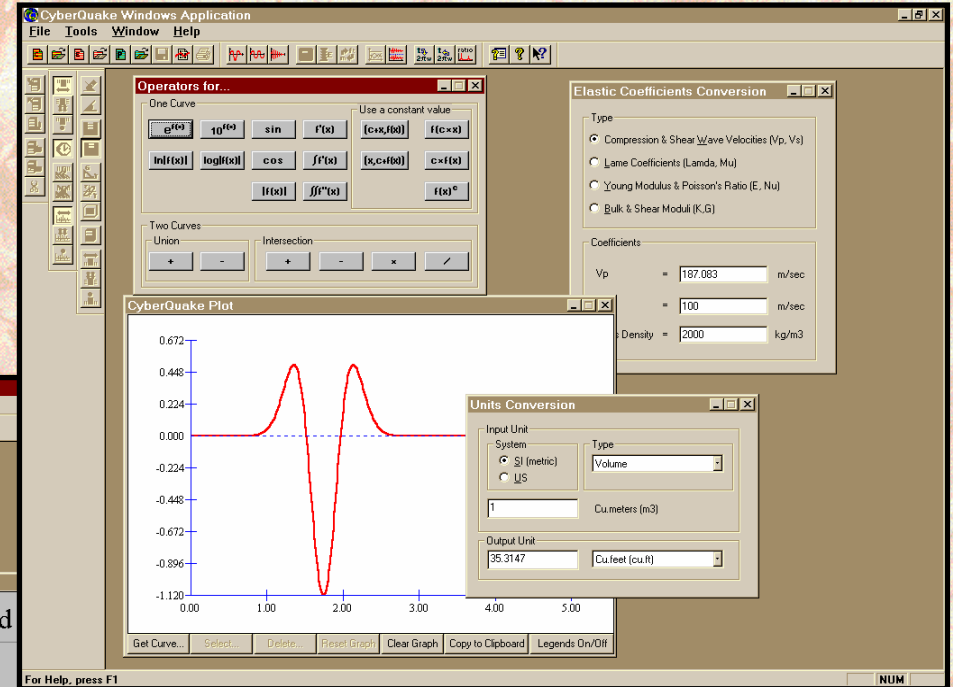 CyberQuake Windows Application
File Tools Window Help
Operators for...
One Curve
Use a constant value
e^f(x) 10^f(x) sin f'(x) (c+x,f(x)) f(c×x)
ln|f(x)| log|f(x)| cos ∫f'(x) (x,c+f(x)) c×f(x)
|f(x)| ∫∫f''(x) f(x)^c
Two Curves
Union Intersection
+ - + - × /
Elastic Coefficients Conversion
Type
Compression & Shear Wave Velocities (Vp, Vs)
Lame Coefficients (Lamda, Mu)
Young Modulus & Poisson's Ratio (E, Nu)
Bulk & Shear Moduli (K,G)
Coefficients
Vp = 187.083 m/sec
= 100 m/sec
Density = 2000 kg/m3
CyberQuake Plot
0.672
0.448
0.224
0.000
-0.224
-0.448
-0.672
-0.896
-1.120
0.00 1.00 2.00 3.00 4.00 5.00
Get Curve... Select... Delete... Reset Graph Clear Graph Copy to Clipboard Legends On/Off
Units Conversion
Input Unit
System Type
SI (metric) Volume
US
1 Cu.meters (m3)
Output Unit
35.3147 Cu.feet (cu.ft)
d
For Help, press F1 NUM